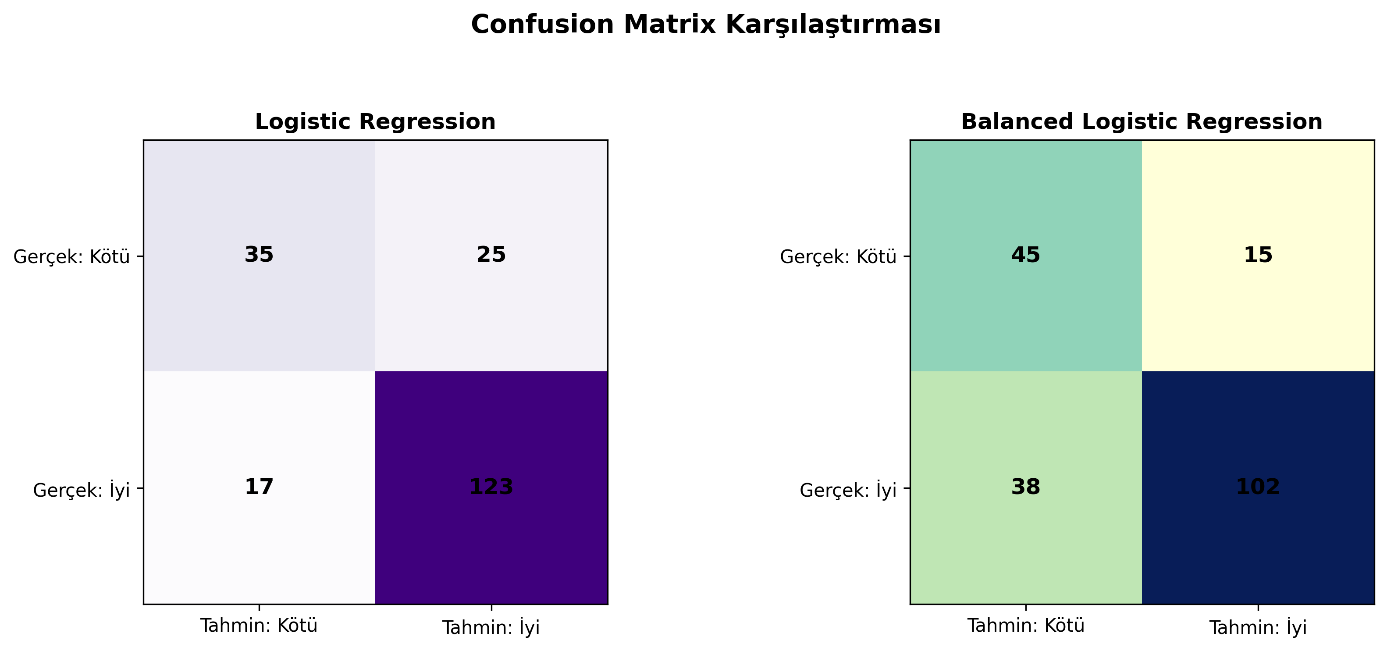 Confusion Matrix Karşılaştırması
Logistic Regression
Gerçek: Kötü
35
25
Gerçek: İyi
17
123
Tahmin: Kötü
Tahmin: İyi
Balanced Logistic Regression
Gerçek: Kötü
45
15
Gerçek: İyi
38
102
Tahmin: Kötü
Tahmin: İyi